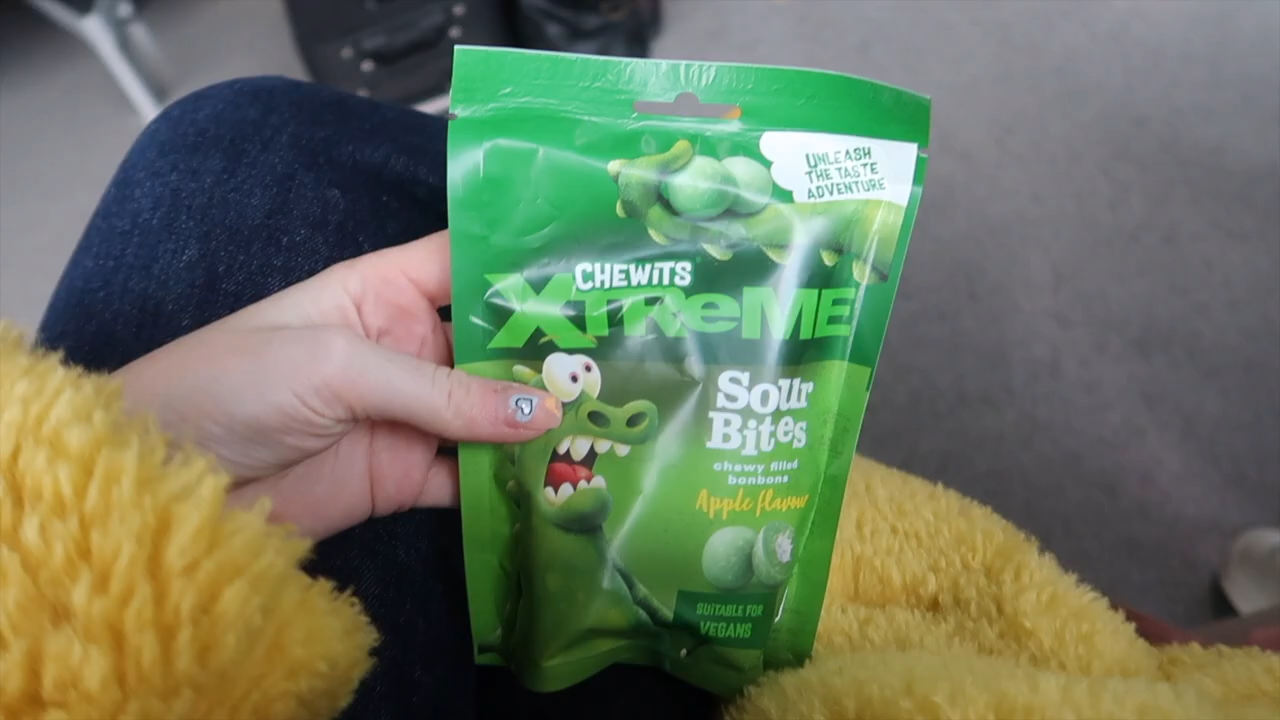 UNLEASH
THE TASTE
ADVENTURE
CHEWITS
XTREME
Sour
Bites
chewy filled
bonbons
Apple flavour
SUITABLE FOR
VEGANS